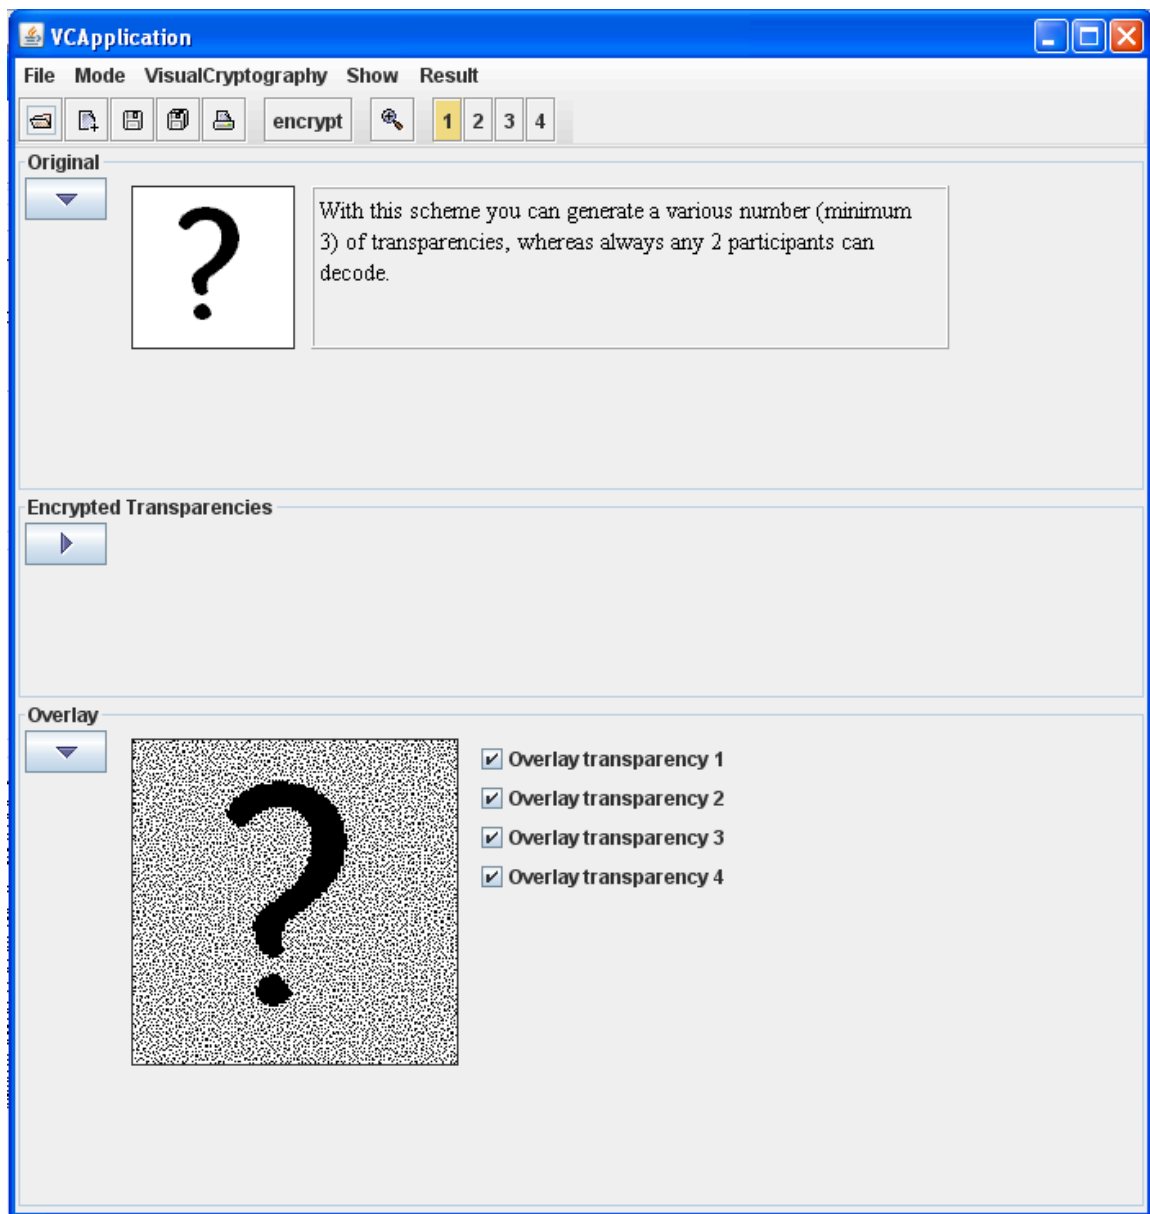 VCApplication
File Mode VisualCryptography Show Result
encrypt 1 2 3 4
Original
?
With this scheme you can generate a various number (minimum
3) of transparencies, whereas always any 2 participants can
decode.
Encrypted Transparencies
Overlay
?
Overlay transparency 1
Overlay transparency 2
Overlay transparency 3
Overlay transparency 4